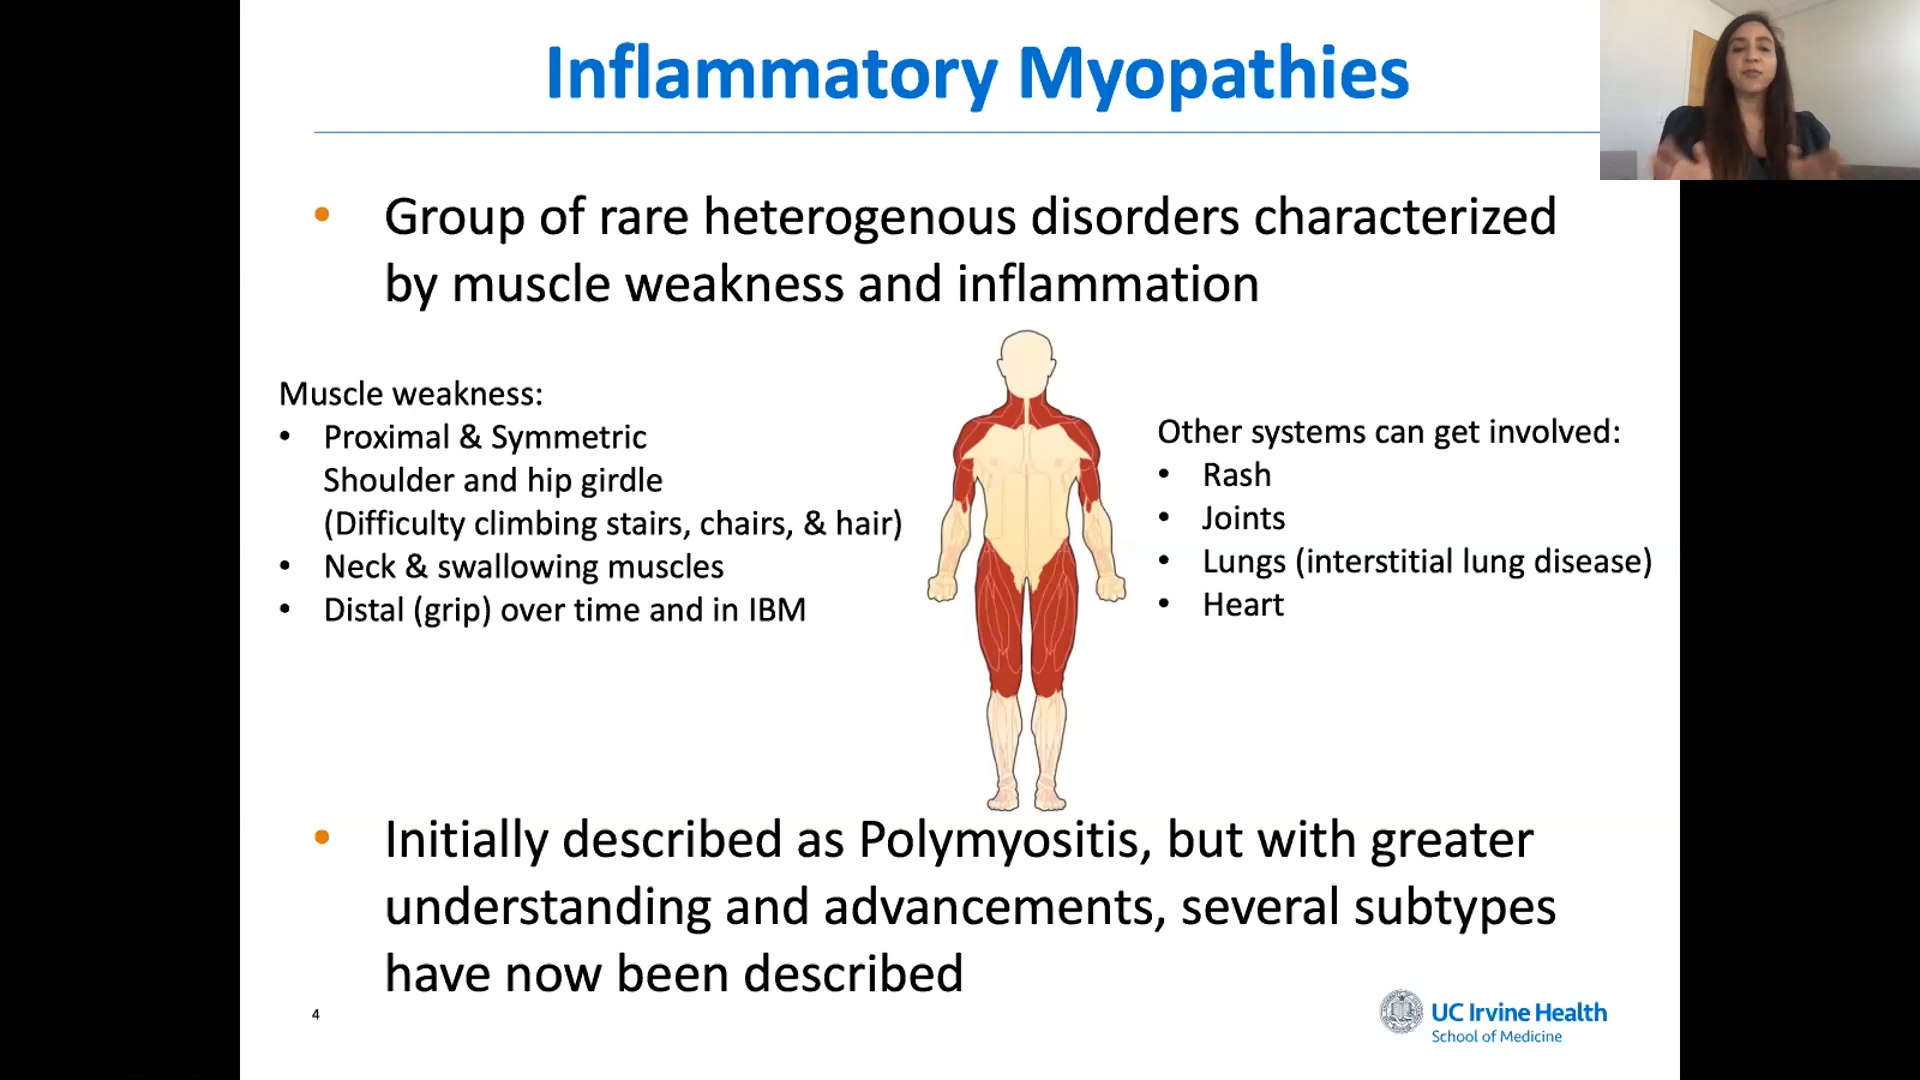 Inflammatory Myopathies
• Group of rare heterogenous disorders characterized
by muscle weakness and inflammation
Muscle weakness:
• Proximal & Symmetric
Shoulder and hip girdle
(Difficulty climbing stairs, chairs, & hair)
• Neck & swallowing muscles
• Distal (grip) over time and in IBM
Other systems can get involved:
• Rash
• Joints
• Lungs (interstitial lung disease)
• Heart
• Initially described as Polymyositis, but with greater
understanding and advancements, several subtypes
have now been described
4
UC Irvine Health
School of Medicine